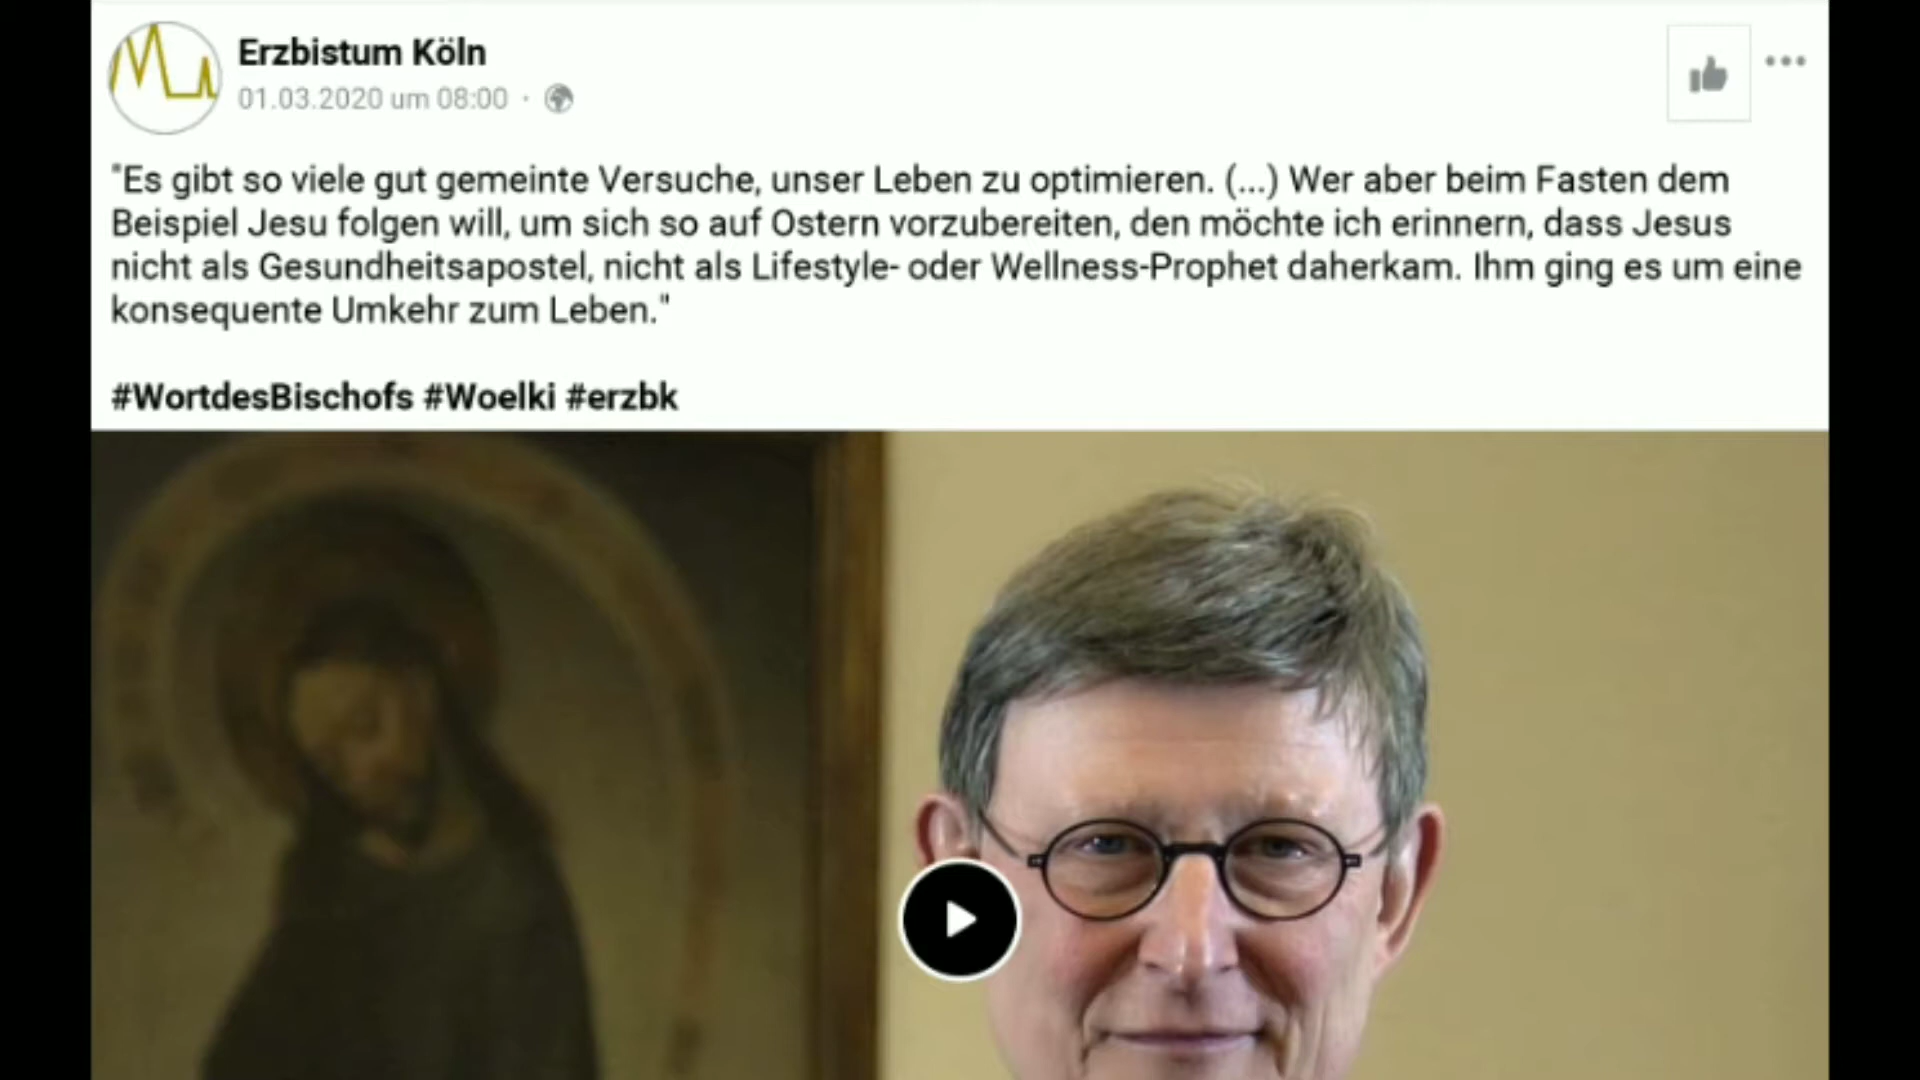 Erzbistum Köln
01.03.2020 um 08:00 ·
"Es gibt so viele gut gemeinte Versuche, unser Leben zu optimieren. (...) Wer aber beim Fasten dem
Beispiel Jesu folgen will, um sich so auf Ostern vorzubereiten, den möchte ich erinnern, dass Jesus
nicht als Gesundheitsapostel, nicht als Lifestyle- oder Wellness-Prophet daherkam. Ihm ging es um eine
konsequente Umkehr zum Leben."
#WortdesBischofs #Woelki #erzbk